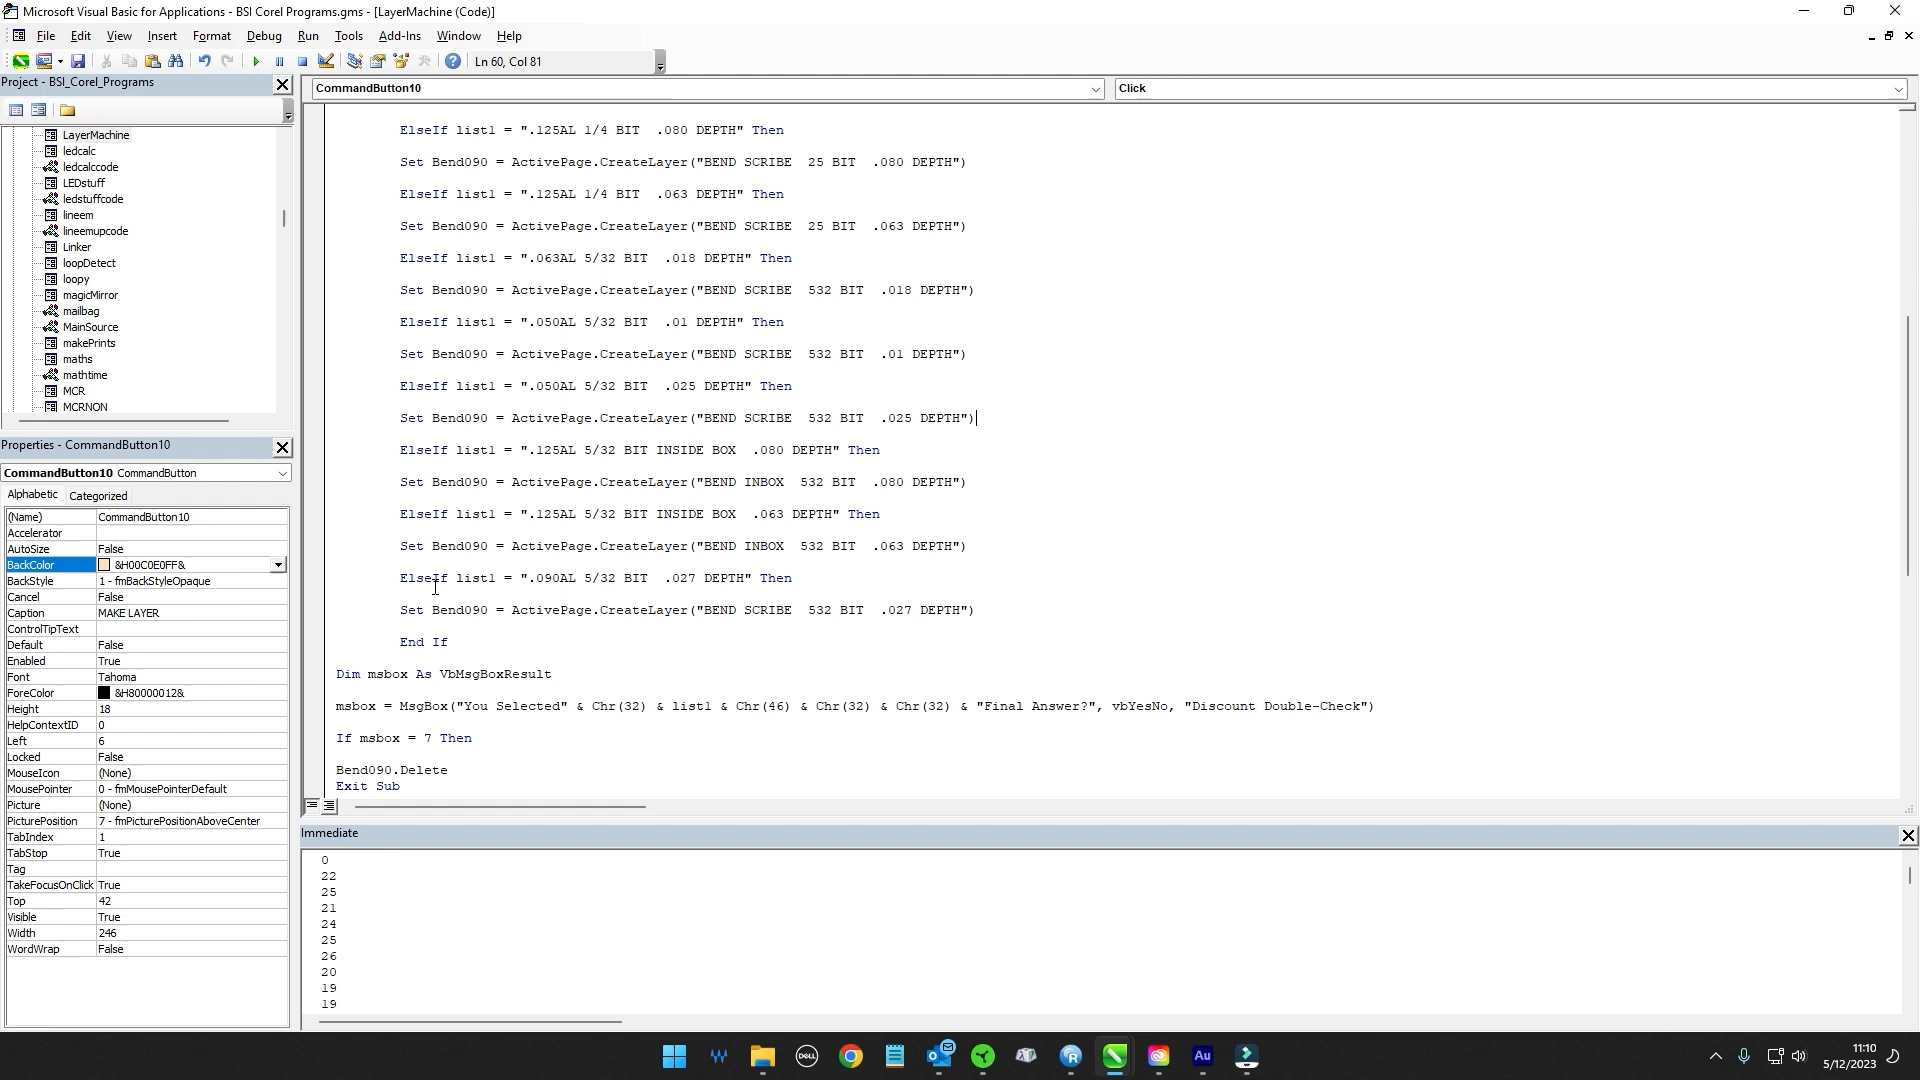 Microsoft Visual Basic for Applications - BSI Corel Programs.gms - [LayerMachine (Code)]
File Edit View Insert Format Debug Run Tools Add-Ins Window Help
Ln 60, Col 81
Project - BSI_Corel_Programs
LayerMachine
ledcalc
ledcalccode
LEDstuff
ledstuffcode
lineem
lineemupcode
Linker
loopDetect
loopy
magicMirror
mailbag
MainSource
makePrints
maths
mathtime
MCR
MCRNON
Properties - CommandButton10
CommandButton10 CommandButton
Alphabetic Categorized
(Name) CommandButton10
Accelerator
AutoSize False
BackColor &H00C0E0FF&
BackStyle 1 - fmBackStyleOpaque
Cancel False
Caption MAKE LAYER
ControlTipText
Default False
Enabled True
Font Tahoma
ForeColor &H80000012&
Height 18
HelpContextID 0
Left 6
Locked False
MouseIcon (None)
MousePointer 0 - fmMousePointerDefault
Picture (None)
PicturePosition 7 - fmPicturePositionAboveCenter
TabIndex 1
TabStop True
Tag
TakeFocusOnClick True
Top 42
Visible True
Width 246
WordWrap False
CommandButton10 Click
ElseIf list1 = ".125AL 1/4 BIT  .080 DEPTH" Then
Set Bend090 = ActivePage.CreateLayer("BEND SCRIBE  25 BIT  .080 DEPTH")
ElseIf list1 = ".125AL 1/4 BIT  .063 DEPTH" Then
Set Bend090 = ActivePage.CreateLayer("BEND SCRIBE  25 BIT  .063 DEPTH")
ElseIf list1 = ".063AL 5/32 BIT  .018 DEPTH" Then
Set Bend090 = ActivePage.CreateLayer("BEND SCRIBE  532 BIT  .018 DEPTH")
ElseIf list1 = ".050AL 5/32 BIT  .01 DEPTH" Then
Set Bend090 = ActivePage.CreateLayer("BEND SCRIBE  532 BIT  .01 DEPTH")
ElseIf list1 = ".050AL 5/32 BIT  .025 DEPTH" Then
Set Bend090 = ActivePage.CreateLayer("BEND SCRIBE  532 BIT  .025 DEPTH")
ElseIf list1 = ".125AL 5/32 BIT INSIDE BOX  .080 DEPTH" Then
Set Bend090 = ActivePage.CreateLayer("BEND INBOX  532 BIT  .080 DEPTH")
ElseIf list1 = ".125AL 5/32 BIT INSIDE BOX  .063 DEPTH" Then
Set Bend090 = ActivePage.CreateLayer("BEND INBOX  532 BIT  .063 DEPTH")
ElseIf list1 = ".090AL 5/32 BIT  .027 DEPTH" Then
Set Bend090 = ActivePage.CreateLayer("BEND SCRIBE  532 BIT  .027 DEPTH")
End If
Dim msbox As VbMsgBoxResult
msbox = MsgBox("You Selected" & Chr(32) & list1 & Chr(46) & Chr(32) & Chr(32) & "Final Answer?", vbYesNo, "Discount Double-Check")
If msbox = 7 Then
Bend090.Delete
Exit Sub
Immediate
0
22
25
21
24
25
26
20
19
19
DELL
Au
11:10
5/12/2023